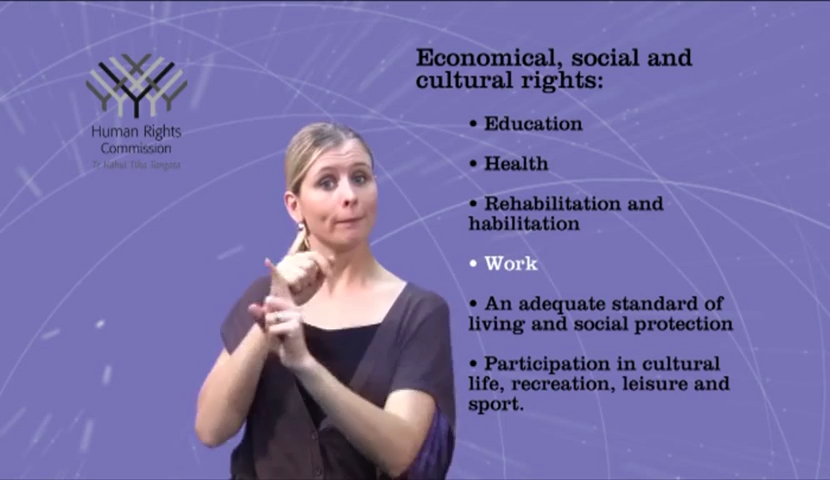 Human Rights
Commission
Te Kāhui Tika Tangata
Economical, social and
cultural rights:
• Education
• Health
• Rehabilitation and
habilitation
• Work
• An adequate standard of
living and social protection
• Participation in cultural
life, recreation, leisure and
sport.